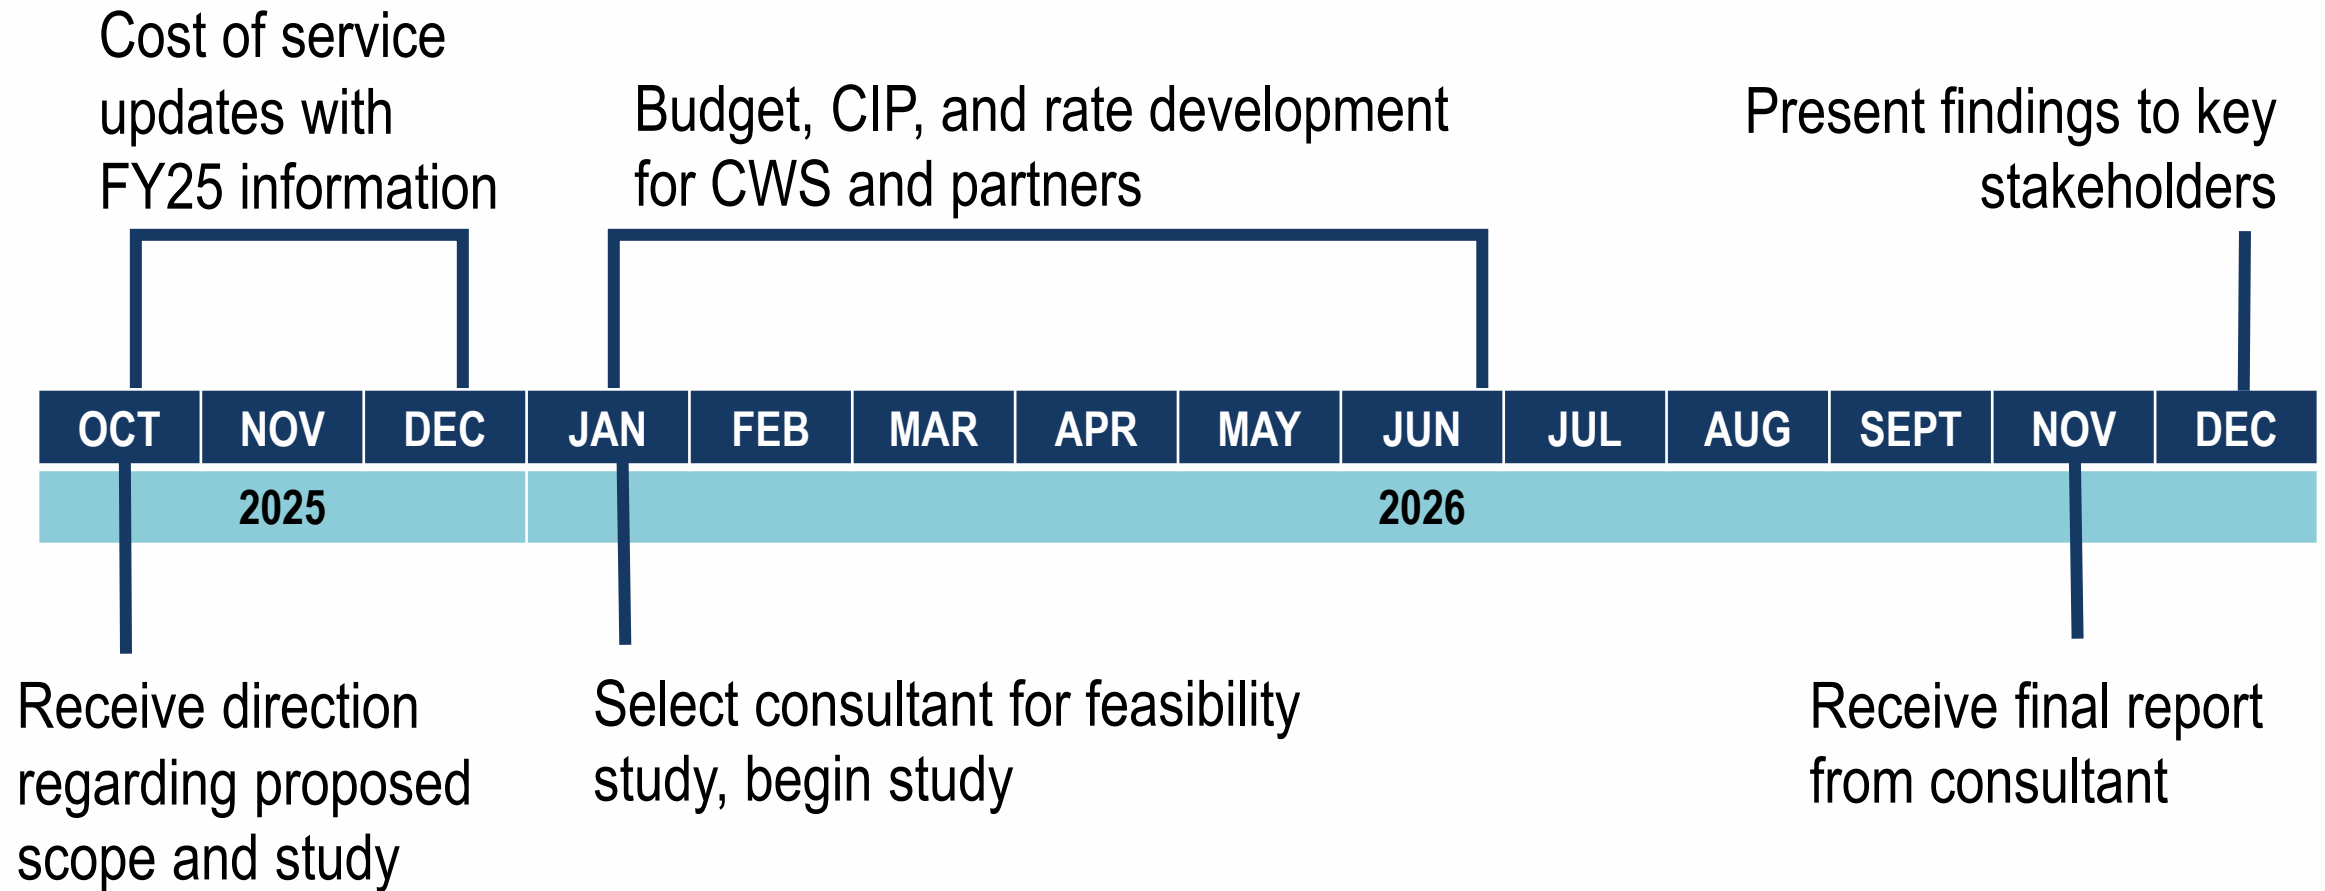 Cost of service
updates with
FY25 information
Budget, CIP, and rate development
for CWS and partners
Present findings to key
stakeholders
OCT NOV DEC JAN FEB MAR APR MAY JUN JUL AUG SEPT NOV DEC
2025 2026
Receive direction
regarding proposed
scope and study
Select consultant for feasibility
study, begin study
Receive final report
from consultant